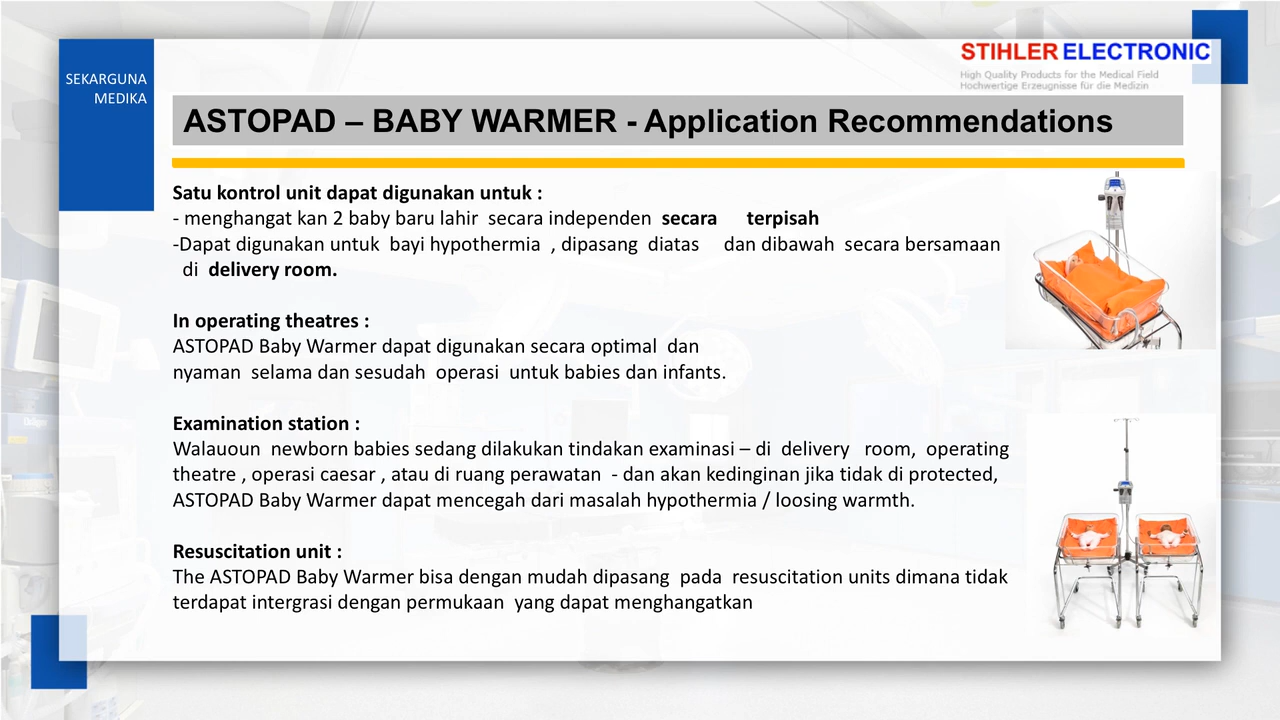 SEKARGUNA
MEDIKA
STIHLER ELECTRONIC
High Quality Products for the Medical Field
Hochwertige Erzeugnisse für die Medizin
ASTOPAD – BABY WARMER - Application Recommendations
Satu kontrol unit dapat digunakan untuk :
- menghangat kan 2 baby baru lahir secara independen secara terpisah
-Dapat digunakan untuk bayi hypothermia , dipasang diatas dan dibawah secara bersamaan
di delivery room.
In operating theatres :
ASTOPAD Baby Warmer dapat digunakan secara optimal dan
nyaman selama dan sesudah operasi untuk babies dan infants.
Examination station :
Walauoun newborn babies sedang dilakukan tindakan examinasi – di delivery room, operating
theatre , operasi caesar , atau di ruang perawatan - dan akan kedinginan jika tidak di protected,
ASTOPAD Baby Warmer dapat mencegah dari masalah hypothermia / loosing warmth.
Resuscitation unit :
The ASTOPAD Baby Warmer bisa dengan mudah dipasang pada resuscitation units dimana tidak
terdapat intergrasi dengan permukaan yang dapat menghangatkan